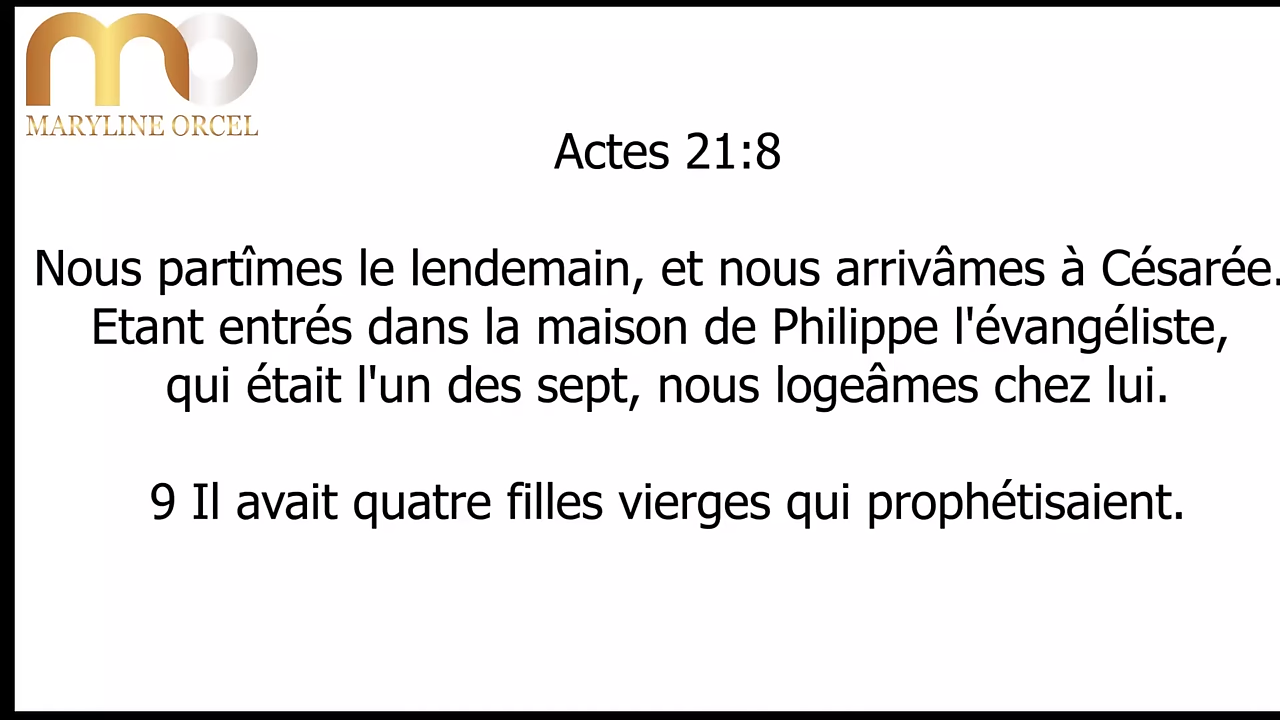 mo
MARYLINE ORCEL
Actes 21:8
Nous partîmes le lendemain, et nous arrivâmes à Césarée.
Etant entrés dans la maison de Philippe l'évangéliste,
qui était l'un des sept, nous logeâmes chez lui.
9 Il avait quatre filles vierges qui prophétisaient.